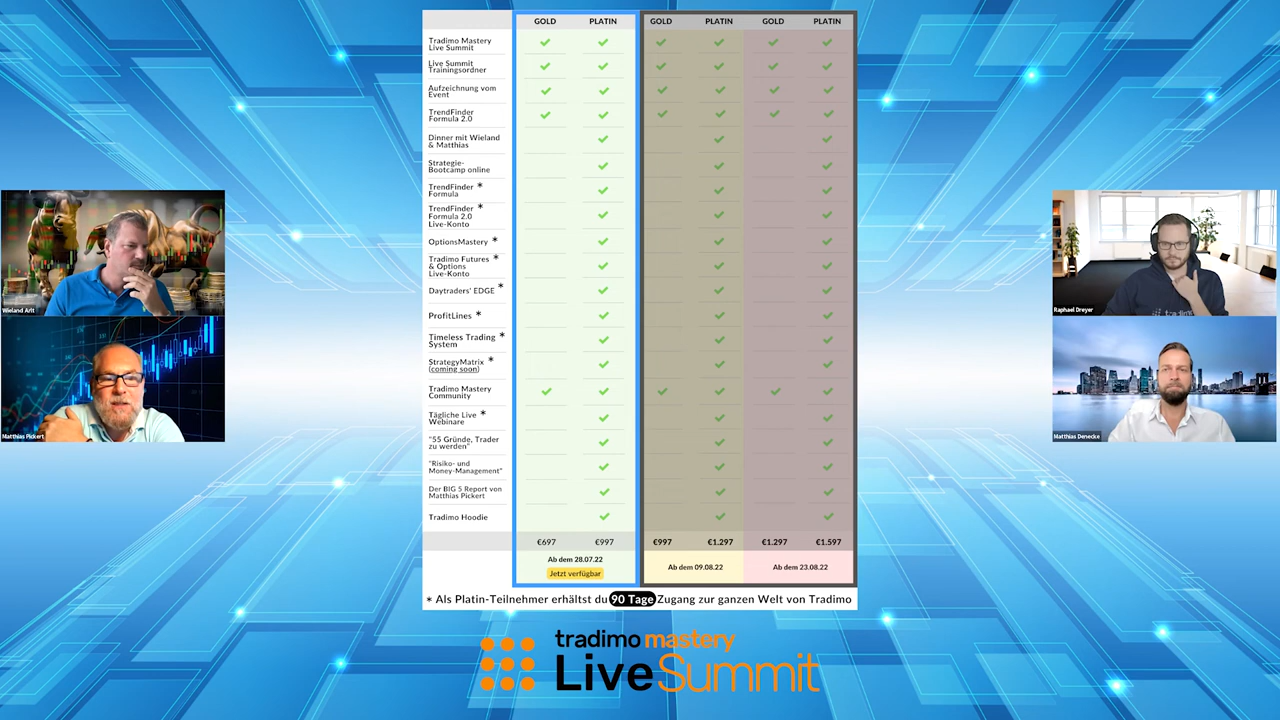 GOLD PLATIN GOLD PLATIN GOLD PLATIN
Tradimo Mastery
Live Summit
Live Summit
Trainingsordner
Aufzeichnung vom
Event
TrendFinder
Formula 2.0
Dinner mit Wieland
& Matthias
Strategie-
Bootcamp online
TrendFinder *
Formula
TrendFinder *
Formula 2.0
Live-Konto
OptionsMastery *
Tradimo Futures *
& Options
Live-Konto
Daytraders' EDGE *
ProfitLines *
Timeless Trading *
System
StrategyMatrix *
(coming soon)
Tradimo Mastery
Community
Tägliche Live *
Webinare
"55 Gründe, Trader
zu werden"
"Risiko- und
Money-Management"
Der BIG 5 Report von
Matthias Pickert
Tradimo Hoodie
€697 €997 €997 €1.297 €1.297 €1.597
Ab dem 28.07.22
Jetzt verfügbar
Ab dem 09.08.22
Ab dem 23.08.22
* Als Platin-Teilnehmer erhältst du 90 Tage Zugang zur ganzen Welt von Tradimo
tradimo mastery
Live Summit
Wieland Arlt
Matthias Pickert
Raphael Dreyer
Matthias Denecke